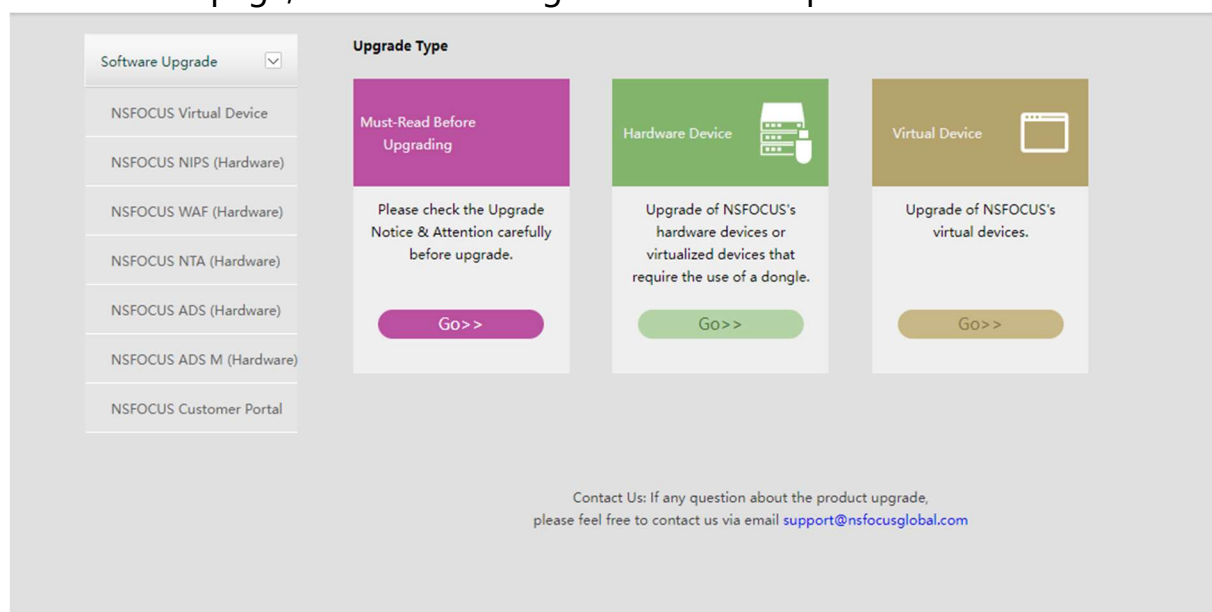 Software Upgrade
NSFOCUS Virtual Device
NSFOCUS NIPS (Hardware)
NSFOCUS WAF (Hardware)
NSFOCUS NTA (Hardware)
NSFOCUS ADS (Hardware)
NSFOCUS ADS M (Hardware)
NSFOCUS Customer Portal
Upgrade Type
Must-Read Before
Upgrading
Please check the Upgrade
Notice & Attention carefully
before upgrade.
Go>>
Hardware Device
Upgrade of NSFOCUS's
hardware devices or
virtualized devices that
require the use of a dongle.
Go>>
Virtual Device
Upgrade of NSFOCUS's
virtual devices.
Go>>
Contact Us: If any question about the product upgrade,
please feel free to contact us via email support@nsfocusglobal.com